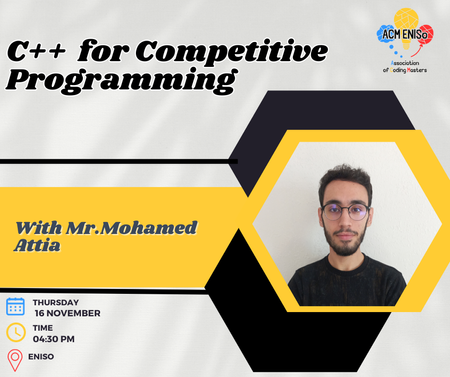 ACM ENISo
Association
of Coding Masters
C++ for Competitive
Programming
With Mr.Mohamed
Attia
THURSDAY
16 NOVEMBER
TIME
04:30 PM
ENISO